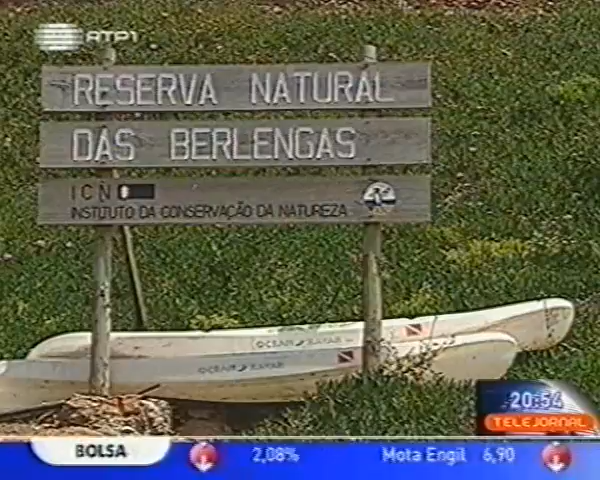 RTP1
RESERVA NATURAL
DAS BERLENGAS
ICN
INSTITUTO DA CONSERVAÇÃO DA NATUREZA
OCEAN KAYAK
OCEAN KAYAK
20:54
TELEJORNAL
BOLSA 2,08% Mota Engil 6,90